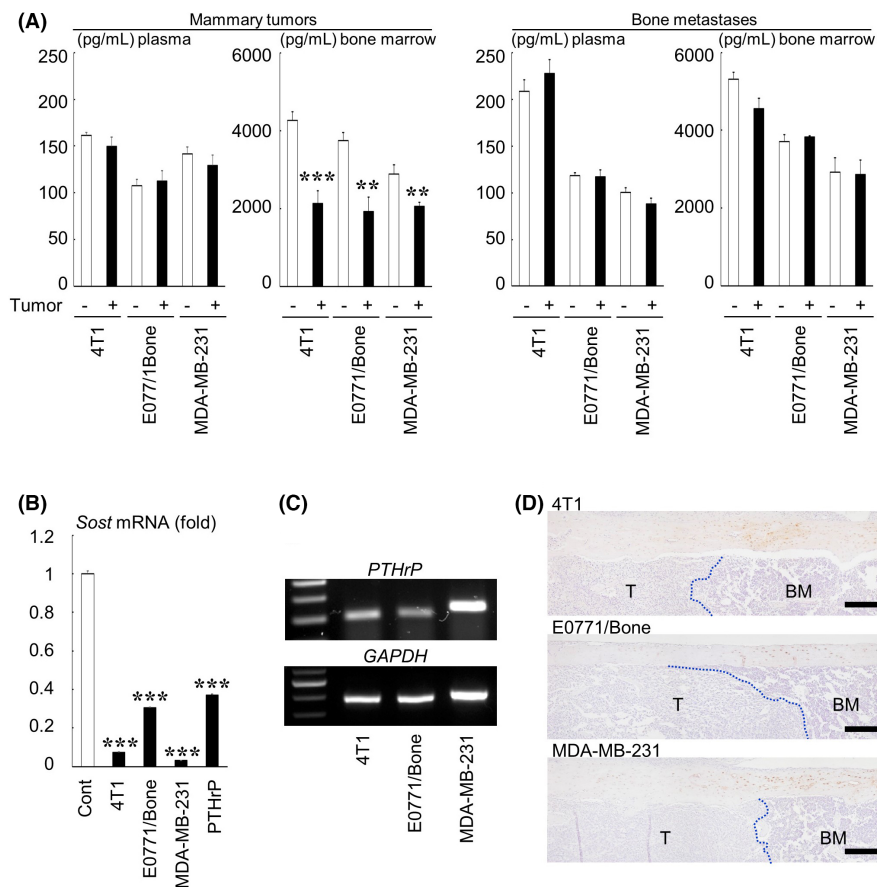 (A)
Mammary tumors
Bone metastases
(pg/mL) plasma
(pg/mL) bone marrow
(pg/mL) plasma
(pg/mL) bone marrow
250
200
150
100
50
0
6000
4000
2000
0
***
**
**
250
200
150
100
50
0
6000
4000
2000
0
Tumor - + - + - + - + - + - + - + - + - + - + - + - +
4T1
E077/1Bone
MDA-MB-231
4T1
E0771/Bone
MDA-MB-231
4T1
E0771/Bone
MDA-MB-231
4T1
E0771/Bone
MDA-MB-231
(B)
Sost mRNA (fold)
1.2
1
0.8
0.6
0.4
0.2
0
***
***
***
***
Cont
4T1
E0771/Bone
MDA-MB-231
PTHrP
(C)
PTHrP
GAPDH
4T1
E0771/Bone
MDA-MB-231
(D)
4T1
T BM
E0771/Bone
T BM
MDA-MB-231
T BM